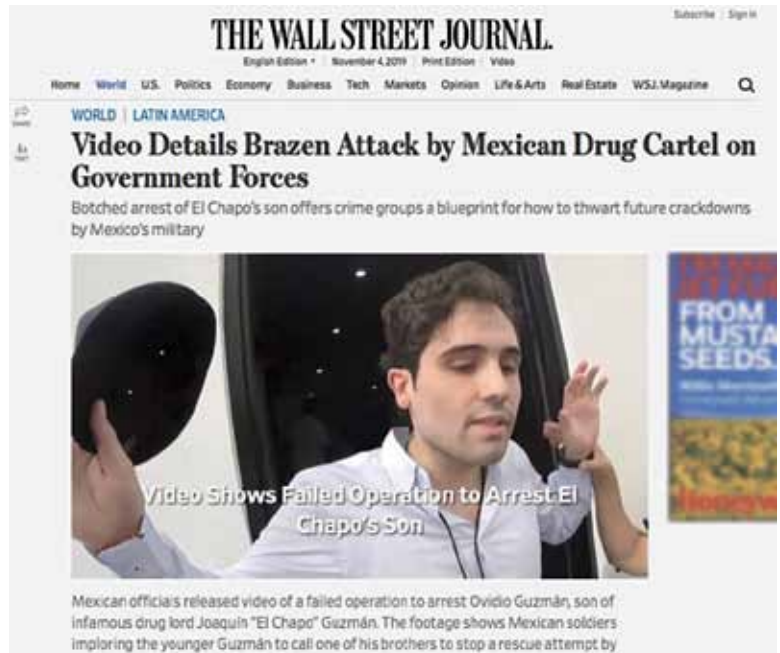 Subscribe | Sign In
THE WALL STREET JOURNAL.
English Edition | November 4, 2019 | Print Edition | Video
Home World U.S. Politics Economy Business Tech Markets Opinion Life & Arts Real Estate WSJ. Magazine
WORLD | LATIN AMERICA
Video Details Brazen Attack by Mexican Drug Cartel on
Government Forces
Botched arrest of El Chapo's son offers crime groups a blueprint for how to thwart future crackdowns
by Mexico's military
FROM
MUSTA
SEEDS.
Honeyw
Video Shows Failed Operation to Arrest El
Chapo's Son
Mexican officials released video of a failed operation to arrest Ovidio Guzmán, son of
infamous drug lord Joaquín "El Chapo" Guzmán. The footage shows Mexican soldiers
imploring the younger Guzmán to call one of his brothers to stop a rescue attempt by